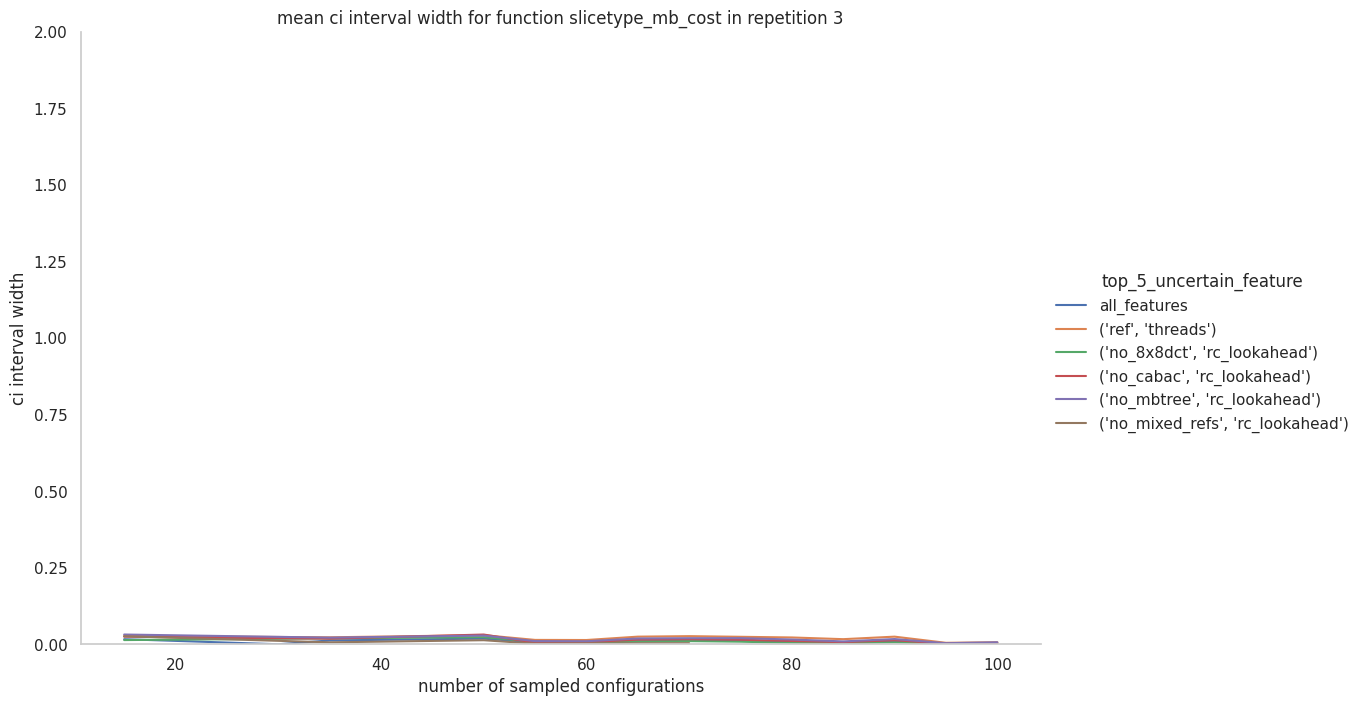 mean ci interval width for function slicetype_mb_cost in repetition 3
2.00
1.75
1.50
1.25
1.00
0.75
0.50
0.25
0.00
ci interval width
20
40
60
80
100
number of sampled configurations
top_5_uncertain_feature
all_features
('ref', 'threads')
('no_8x8dct', 'rc_lookahead')
('no_cabac', 'rc_lookahead')
('no_mbtree', 'rc_lookahead')
('no_mixed_refs', 'rc_lookahead')